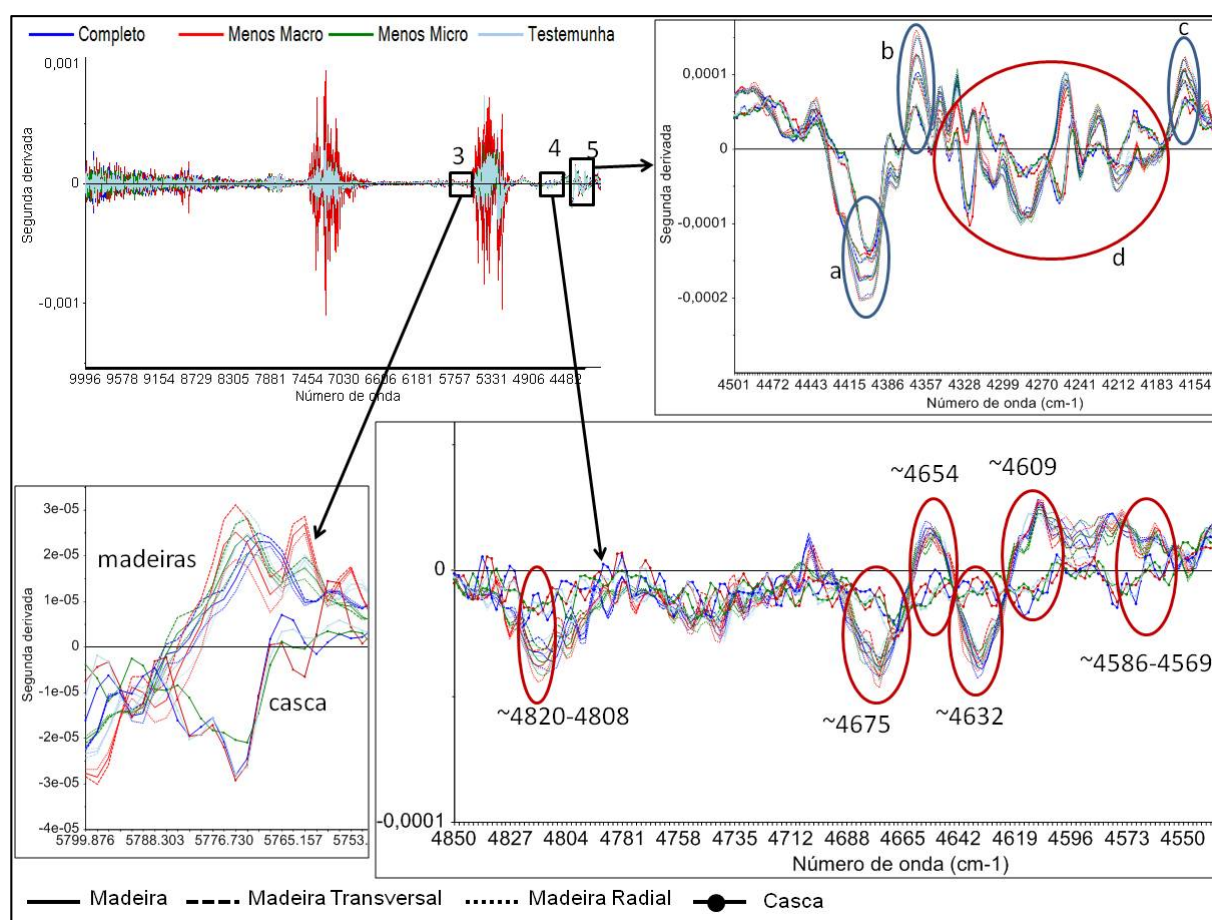 Completo Menos Macro Menos Micro Testemunha
Segunda derivada
0,001
0
-0,001
3
4
5
9996 9578 9154 8729 8305 7881 7454 7030 6606 6181 5757 5331 4906 4482
Número de onda
Segunda derivada
0,0001
0
-0,0001
-0,0002
a
b
c
d
4501 4472 4443 4415 4386 4357 4328 4299 4270 4241 4212 4183 4154
Número de onda (cm-1)
Segunda derivada
3e-05
2e-05
1e-05
0
-1e-05
-2e-05
-3e-05
-4e-05
madeiras
casca
5799.876 5788.303 5776.730 5765.157 5753.
Segunda derivada
0
-0,0001
~4654
~4609
~4820-4808
~4675
~4632
~4586-4569
4850 4827 4804 4781 4758 4735 4711 4688 4665 4642 4619 4596 4573 4550
Número de onda (cm-1)
Madeira Madeira Transversal Madeira Radial Casca